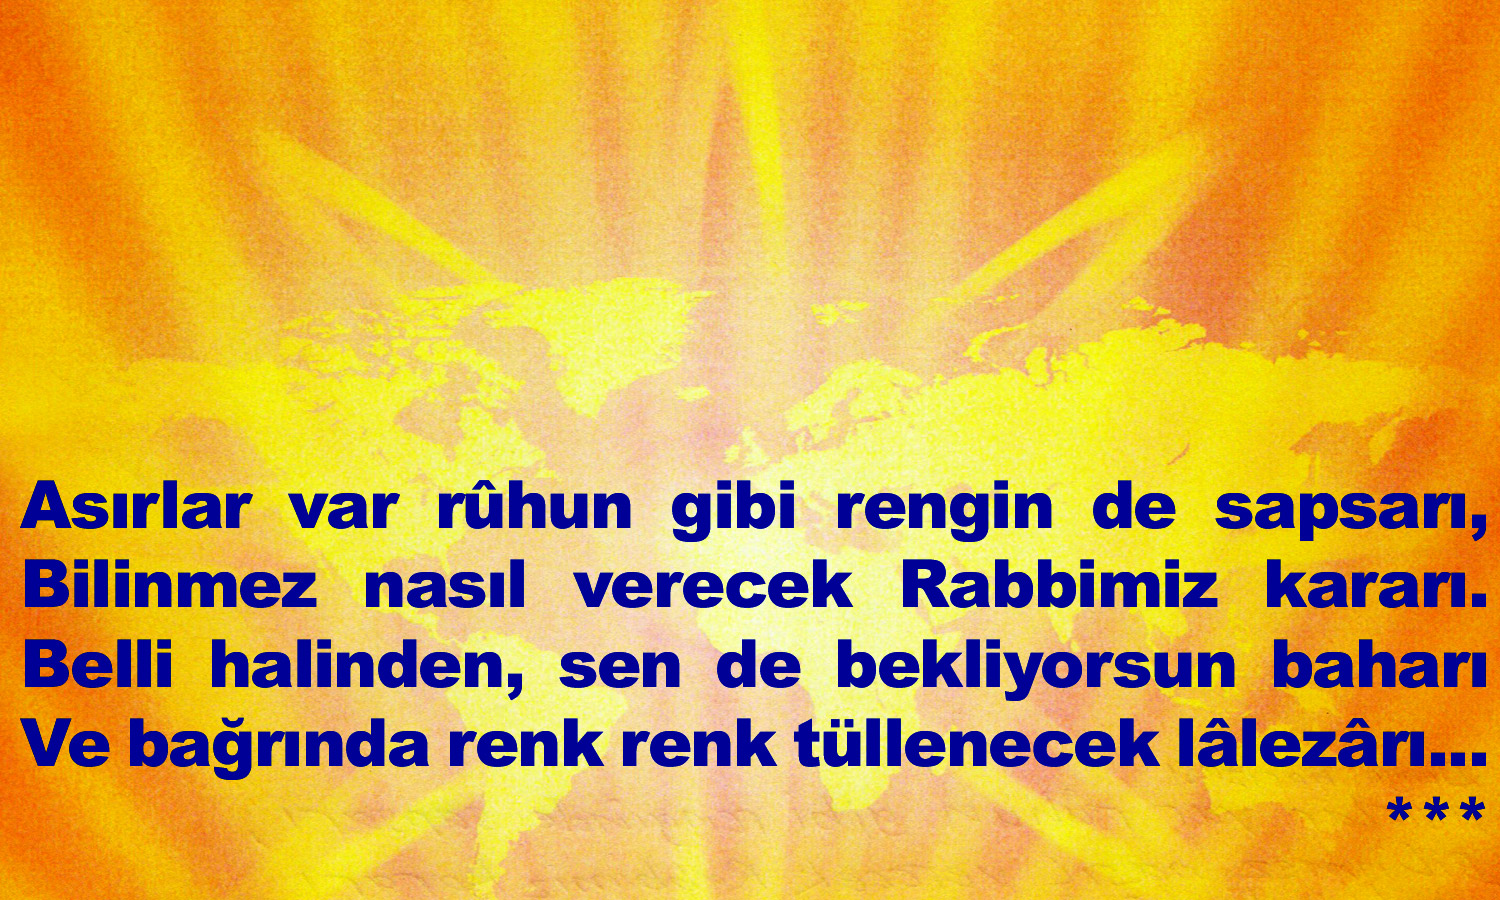 Asırlar var rûhun gibi rengin de sapsarı,
Bilinmez nasıl verecek Rabbimiz kararı.
Belli halinden, sen de bekliyorsun baharı
Ve bağrında renk renk tüllenecek lâlezârı...
***